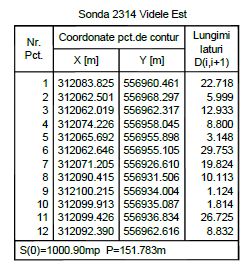 Sonda 2314 Videle Est
Nr. Pct. Coordonate pct.de contur Lungimi laturi D(i,i+1)
X [m] Y [m]
1 312083.825 556960.461 22.718
2 312062.501 556968.297 5.999
3 312062.019 556962.317 12.933
4 312074.226 556958.045 8.800
5 312065.692 556955.898 3.148
6 312062.646 556955.105 29.753
7 312071.205 556926.610 19.824
8 312090.415 556931.506 10.113
9 312100.215 556934.004 1.124
10 312099.913 556935.087 1.814
11 312099.426 556936.834 26.725
12 312092.390 556962.616 8.832
S(0)=1000.90mp P=151.783m